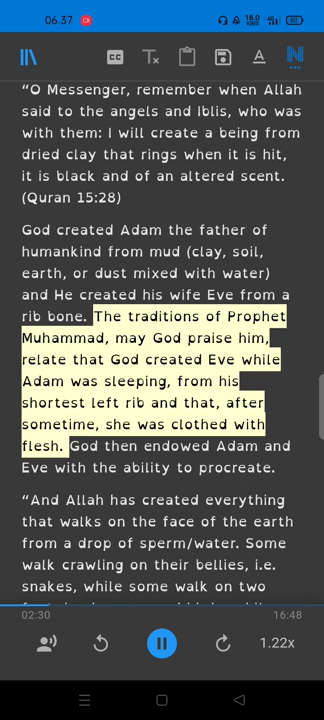 06.37
18.0 KB/S 4G 80
CC T× A N
“O Messenger, remember when Allah
said to the angels and Iblis, who was
with them: I will create a being from
dried clay that rings when it is hit,
it is black and of an altered scent.
(Quran 15:28)
God created Adam the father of
humankind from mud (clay, soil,
earth, or dust mixed with water)
and He created his wife Eve from a
rib bone. The traditions of Prophet
Muhammad, may God praise him,
relate that God created Eve while
Adam was sleeping, from his
shortest left rib and that, after
sometime, she was clothed with
flesh. God then endowed Adam and
Eve with the ability to procreate.
“And Allah has created everything
that walks on the face of the earth
from a drop of sperm/water. Some
walk crawling on their bellies, i.e.
snakes, while some walk on two
02:30 16:48
1.22x